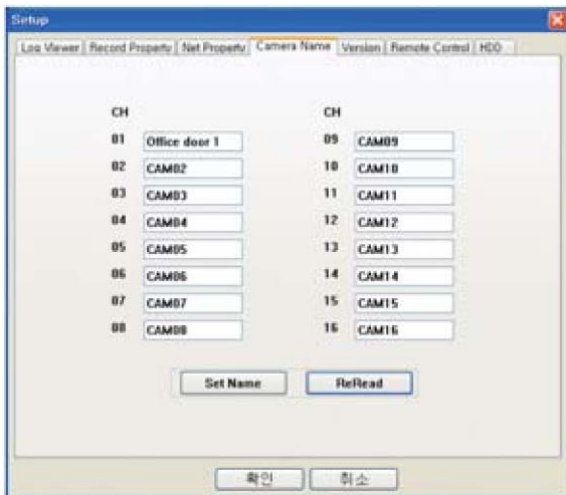 Setup
Log Viewer Record Property Net Property Camera Name Version Remote Control HDD
CH CH
01 Office door 1 09 CAM09
02 CAM02 10 CAM10
03 CAM03 11 CAM11
04 CAM04 12 CAM12
05 CAM05 13 CAM13
06 CAM06 14 CAM14
07 CAM07 15 CAM15
08 CAM08 16 CAM16
Set Name ReRead
확인 취소